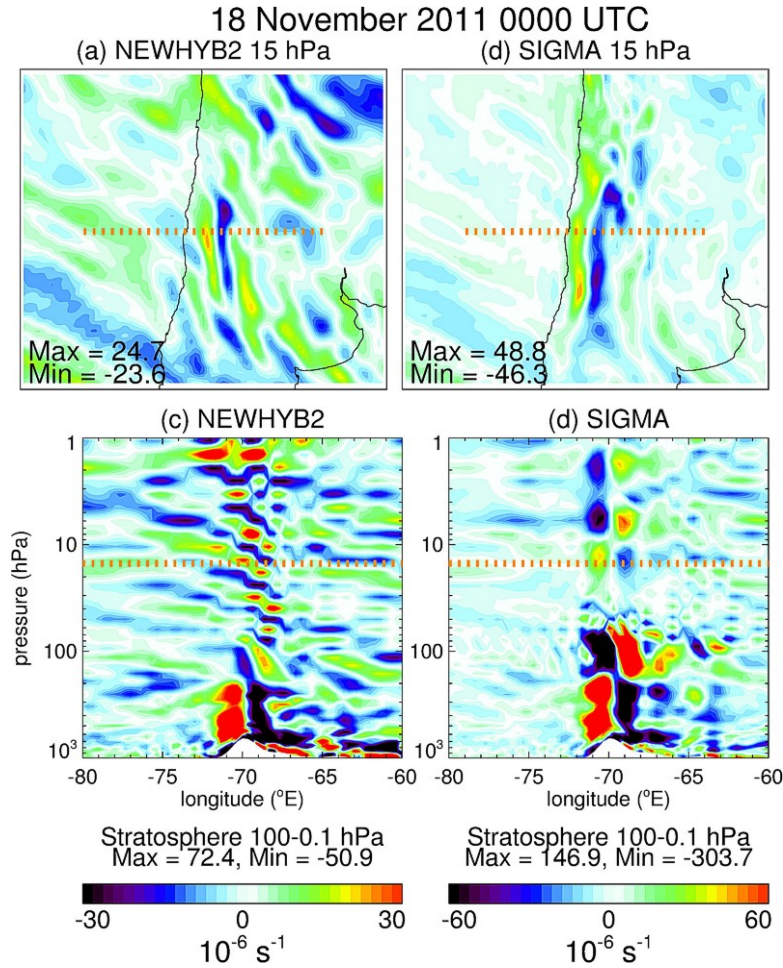 18 November 2011 0000 UTC
(a) NEWHYB2 15 hPa
(d) SIGMA 15 hPa
Max = 24.7
Min = -23.6
Max = 48.8
Min = -46.3
(c) NEWHYB2
(d) SIGMA
pressure (hPa)
1
10
100
10³
-80 -75 -70 -65 -60
longitude (°E)
1
10
100
10³
-80 -75 -70 -65 -60
longitude (°E)
Stratosphere 100-0.1 hPa
Max = 72.4, Min = -50.9
-30 0 30
10⁻⁶ s⁻¹
Stratosphere 100-0.1 hPa
Max = 146.9, Min = -303.7
-60 0 60
10⁻⁶ s⁻¹